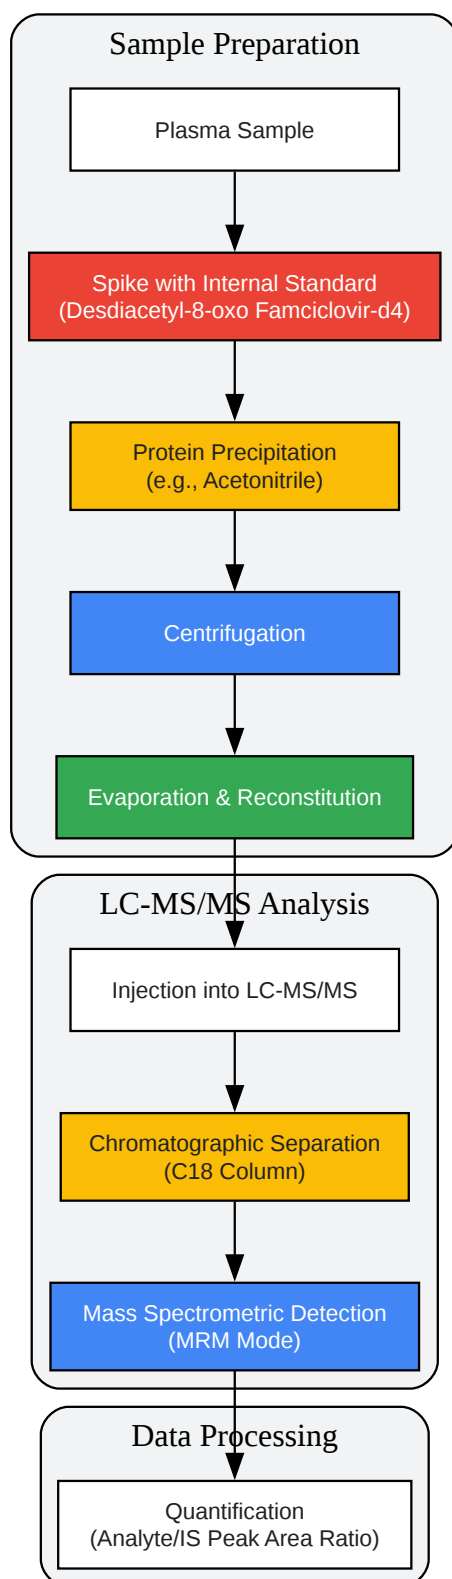 Sample Preparation
Plasma Sample
Spike with Internal Standard
(Desdiacetyl-8-oxo Famciclovir-d4)
Protein Precipitation
(e.g., Acetonitrile)
Centrifugation
Evaporation & Reconstitution
LC-MS/MS Analysis
Injection into LC-MS/MS
Chromatographic Separation
(C18 Column)
Mass Spectrometric Detection
(MRM Mode)
Data Processing
Quantification
(Analyte/IS Peak Area Ratio)